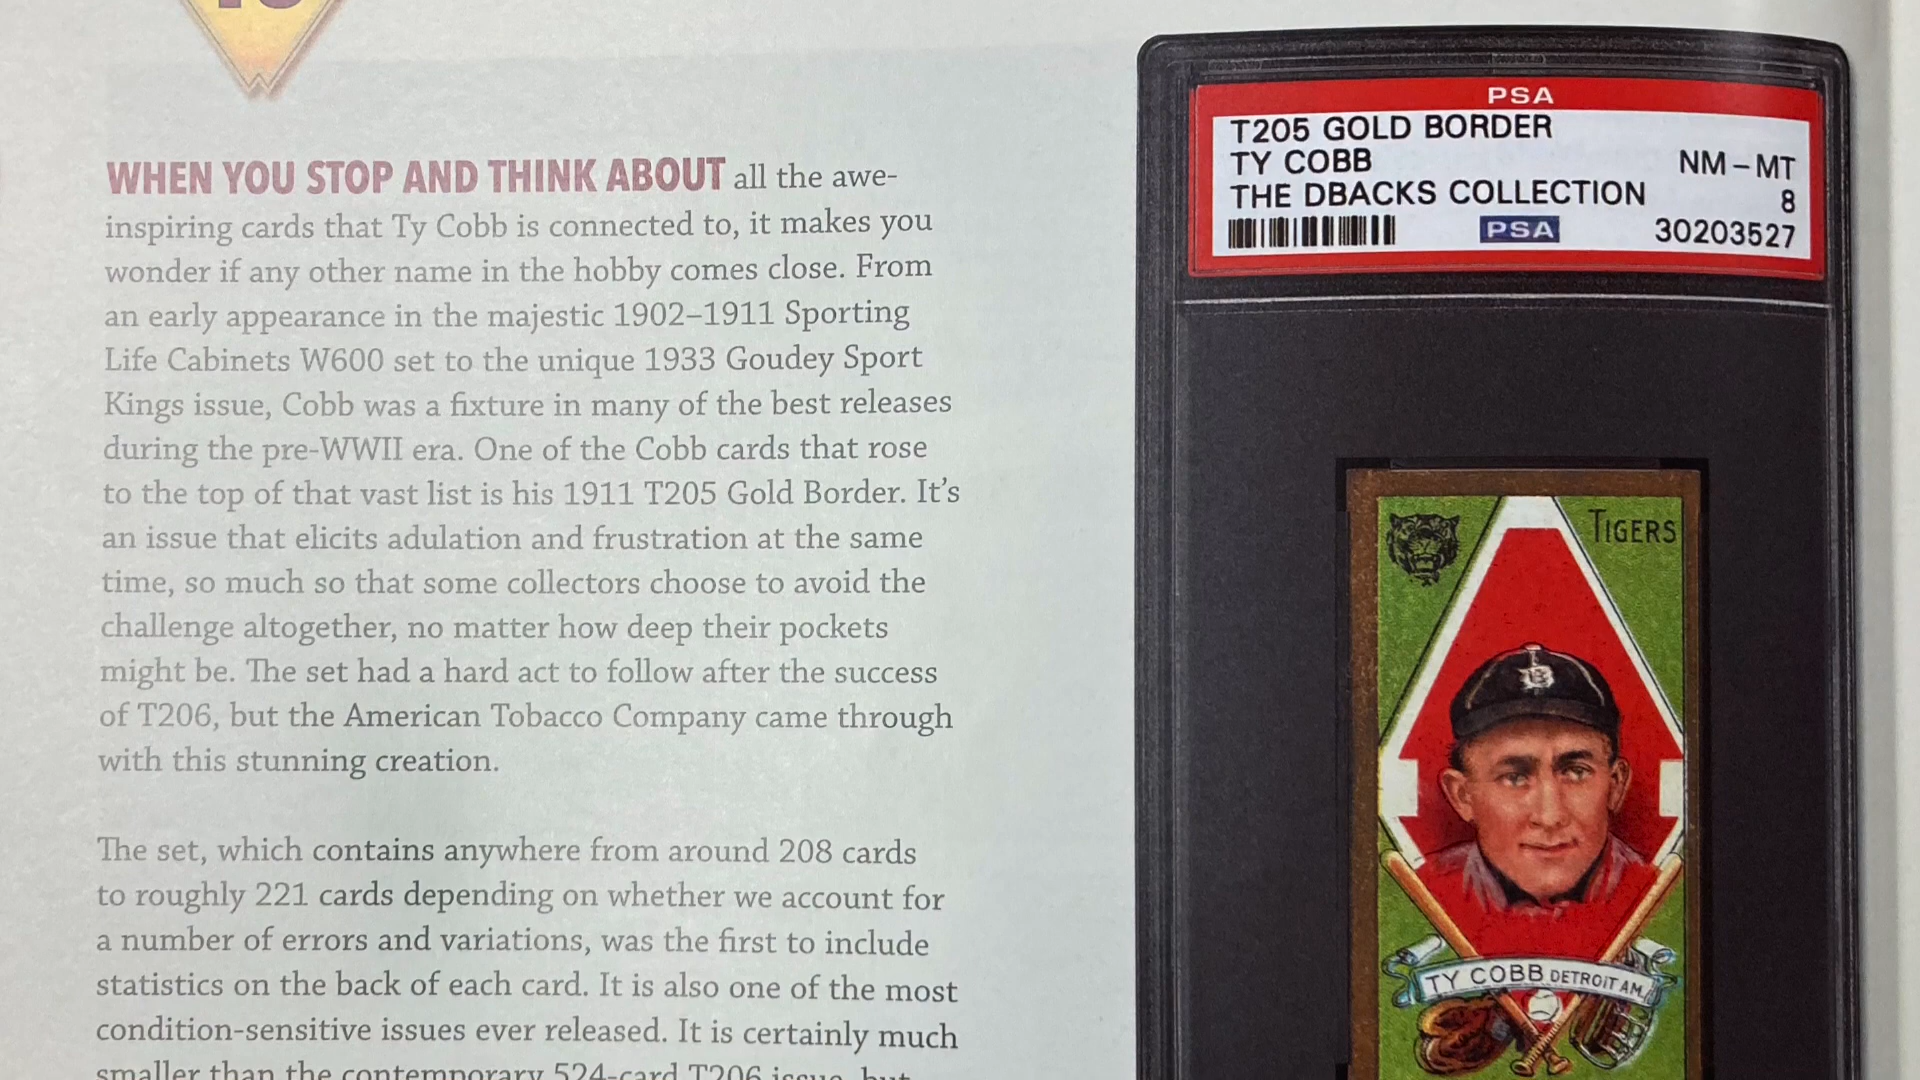 WHEN YOU STOP AND THINK ABOUT all the awe-
inspiring cards that Ty Cobb is connected to, it makes you
wonder if any other name in the hobby comes close. From
an early appearance in the majestic 1902–1911 Sporting
Life Cabinets W600 set to the unique 1933 Goudey Sport
Kings issue, Cobb was a fixture in many of the best releases
during the pre-WWII era. One of the Cobb cards that rose
to the top of that vast list is his 1911 T205 Gold Border. It’s
an issue that elicits adulation and frustration at the same
time, so much so that some collectors choose to avoid the
challenge altogether, no matter how deep their pockets
might be. The set had a hard act to follow after the success
of T206, but the American Tobacco Company came through
with this stunning creation.
The set, which contains anywhere from around 208 cards
to roughly 221 cards depending on whether we account for
a number of errors and variations, was the first to include
statistics on the back of each card. It is also one of the most
condition-sensitive issues ever released. It is certainly much
smaller than the contemporary 524-card T206 issue, but
PSA
T205 GOLD BORDER
TY COBB NM – MT
THE DBACKS COLLECTION 8
PSA 30203527
TIGERS
D
TY COBB DETROIT AM.